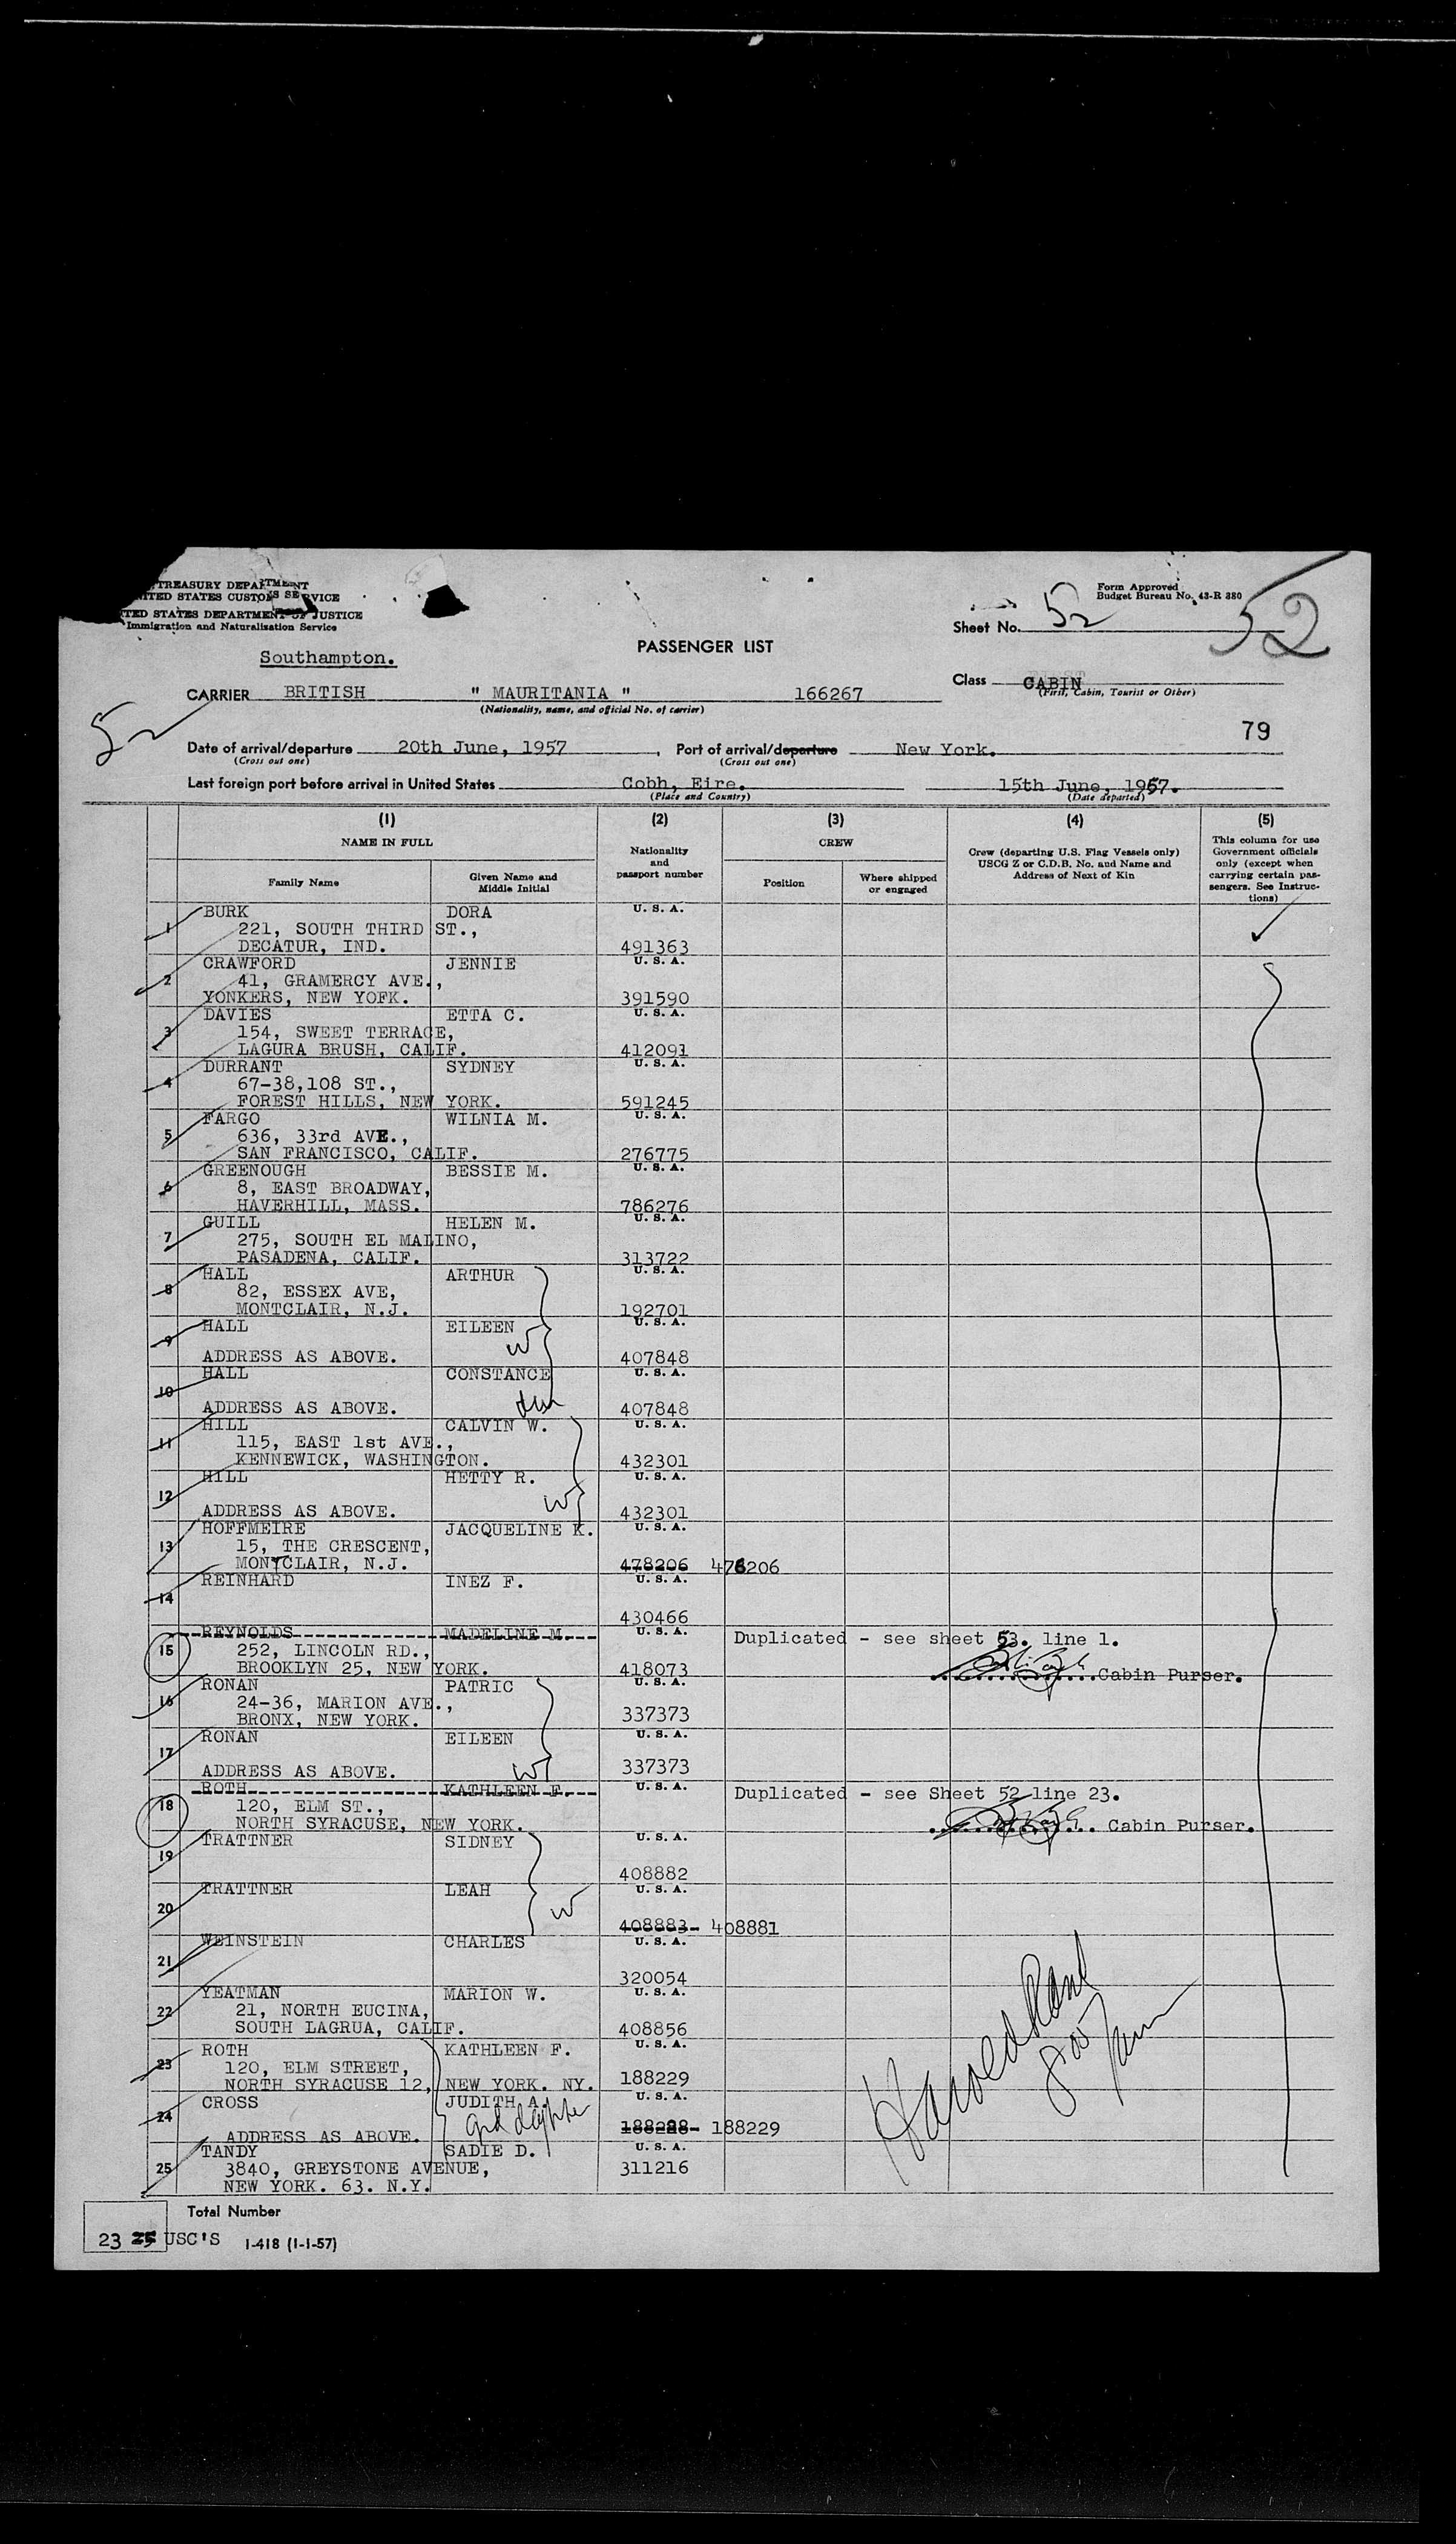 TREASURY DEPARTMENT
UNITED STATES CUSTOMS SERVICE
UNITED STATES DEPARTMENT OF JUSTICE
Immigration and Naturalization Service
Form Approved
Budget Bureau No. 43-R 380
Sheet No. 52
52
PASSENGER LIST
Southampton.
Class CABIN
(First, Cabin, Tourist or Other)
CARRIER BRITISH " MAURITANIA " 166267
(Nationality, name, and official No. of carrier)
52
79
Date of arrival/departure 20th June, 1957, Port of arrival/departure New York.
(Cross out one) (Cross out one)
Last foreign port before arrival in United States Cobh, Eire. 15th June, 1957.
(Place and Country) (Date departed)
(1) (2) (3) (4) (5)
NAME IN FULL
Family Name
Given Name and Middle Initial
Nationality and passport number
CREW
Position
Where shipped or engaged
Crew (departing U.S. Flag Vessels only) USCG Z or C.D.B. No. and Name and Address of Next of Kin
This column for use Government officials only (except when carrying certain passengers. See Instructions)
1 BURK DORA U. S. A.
221, SOUTH THIRD ST.,
DECATUR, IND. 491363
2 CRAWFORD JENNIE U. S. A.
41, GRAMERCY AVE.,
YONKERS, NEW YOFK. 391590
3 DAVIES ETTA C. U. S. A.
154, SWEET TERRACE,
LAGURA BRUSH, CALIF. 412091
4 DURRANT SYDNEY U. S. A.
67-38,108 ST.,
FOREST HILLS, NEW YORK. 591245
5 FARGO WILNIA M. U. S. A.
636, 33rd AVE.,
SAN FRANCISCO, CALIF. 276775
6 GREENOUGH BESSIE M. U. S. A.
8, EAST BROADWAY,
HAVERHILL, MASS. 786276
7 GUILL HELEN M. U. S. A.
275, SOUTH EL MALINO,
PASADENA, CALIF. 313722
8 HALL ARTHUR U. S. A.
82, ESSEX AVE,
MONTCLAIR, N.J. 192701
9 HALL EILEEN U. S. A.
W
ADDRESS AS ABOVE. 407848
10 HALL CONSTANCE U. S. A.
ADDRESS AS ABOVE. 407848
11 HILL CALVIN W. U. S. A.
115, EAST 1st AVE.,
KENNEWICK, WASHINGTON. 432301
12 HILL HETTY R. U. S. A.
W
ADDRESS AS ABOVE. 432301
13 HOFFMEIRE JACQUELINE K. U. S. A.
15, THE CRESCENT,
MONTCLAIR, N.J. 478206 476206
14 REINHARD INEZ F. U. S. A.
430466
15 REYNOLDS MADELINE M. U. S. A. Duplicated - see sheet 53. line 1.
252, LINCOLN RD.,
BROOKLYN 25, NEW YORK. 418073 Cabin Purser.
16 RONAN PATRIC U. S. A.
24-36, MARION AVE.,
BRONX, NEW YORK. 337373
17 RONAN EILEEN U. S. A.
W
ADDRESS AS ABOVE. 337373
18 ROTH KATHLEEN F. U. S. A. Duplicated - see Sheet 52 line 23.
120, ELM ST.,
NORTH SYRACUSE, NEW YORK. Cabin Purser.
19 TRATTNER SIDNEY U. S. A.
408882
20 TRATTNER LEAH U. S. A.
W
408883- 408881
21 WEINSTEIN CHARLES U. S. A.
320054
22 YEATMAN MARION W. U. S. A.
21, NORTH EUCINA,
SOUTH LAGRUA, CALIF. 408856
23 ROTH KATHLEEN F. U. S. A.
120, ELM STREET,
NORTH SYRACUSE 12, NEW YORK. NY. 188229
24 CROSS JUDITH A. U. S. A.
ADDRESS AS ABOVE. 188229
25 TANDY SADIE D. U. S. A.
3840, GREYSTONE AVENUE, 311216
NEW YORK. 63. N.Y.
Total Number
23 25 USC'S I-418 (1-1-57)